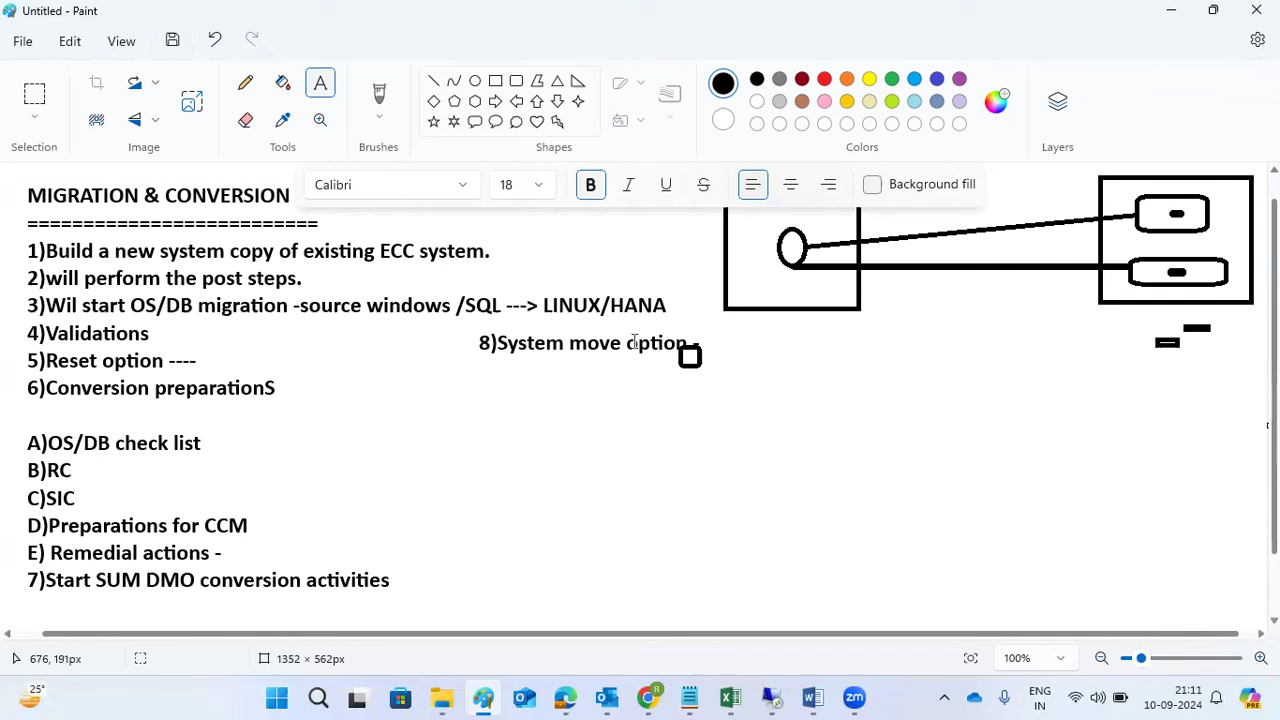 Untitled - Paint
File Edit View
Calibri 18 B I U S Background fill
Selection Image Tools Brushes Shapes Colors Layers
MIGRATION & CONVERSION
==========================
1)Build a new system copy of existing ECC system.
2)will perform the post steps.
3)Wil start OS/DB migration -source windows /SQL ---> LINUX/HANA
4)Validations
5)Reset option ----
6)Conversion preparationS
8)System move option -
A)OS/DB check list
B)RC
C)SIC
D)Preparations for CCM
E) Remedial actions -
7)Start SUM DMO conversion activities
676, 191px 1352 × 562px 100%
25° ENG 21:11
IN 10-09-2024